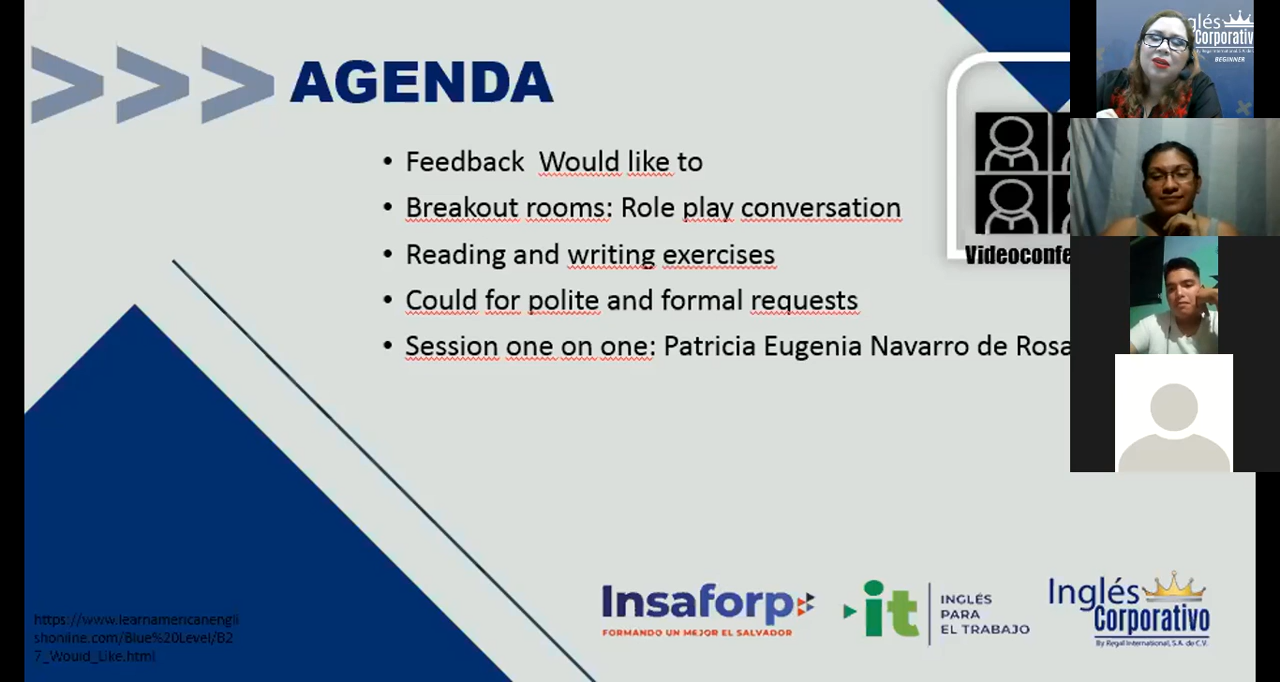 AGENDA
• Feedback Would like to
• Breakout rooms: Role play conversation
• Reading and writing exercises
• Could for polite and formal requests
• Session one on one: Patricia Eugenia Navarro de Rosa
Videoconfe
glés
Corporativo
BEGINNER
https://www.learnamericanengli
shonline.com/Blue%20Level/B2
7_Would_Like.html
Insaforp
FORMANDO UN MEJOR EL SALVADOR
it
INGLÉS
PARA
EL TRABAJO
Inglés
Corporativo
By Regal International, S.A. de C.V.